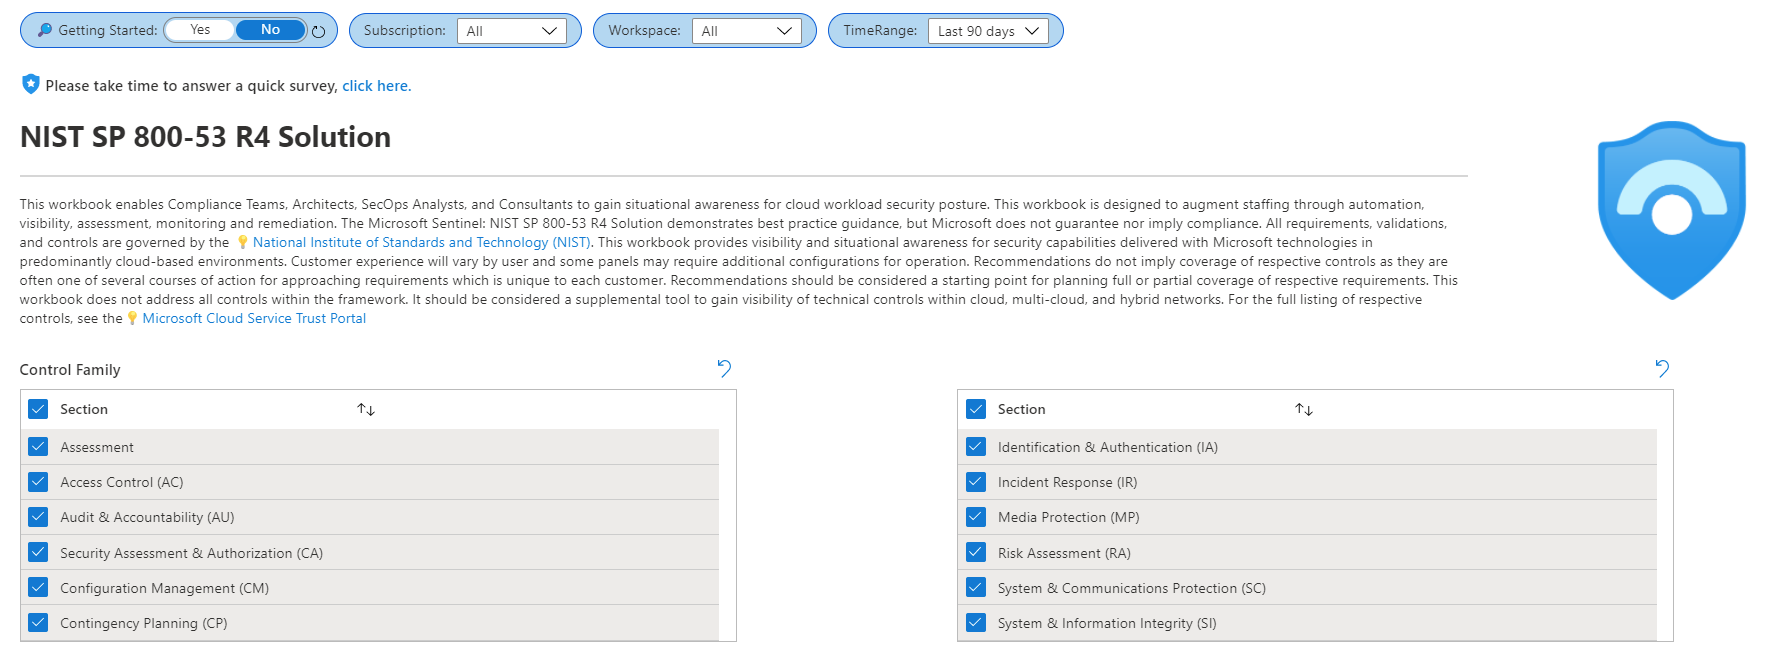 Getting Started: Yes No Subscription: All Workspace: All TimeRange: Last 90 days
Please take time to answer a quick survey, click here.
NIST SP 800-53 R4 Solution
This workbook enables Compliance Teams, Architects, SecOps Analysts, and Consultants to gain situational awareness for cloud workload security posture. This workbook is designed to augment staffing through automation,
visibility, assessment, monitoring and remediation. The Microsoft Sentinel: NIST SP 800-53 R4 Solution demonstrates best practice guidance, but Microsoft does not guarantee nor imply compliance. All requirements, validations,
and controls are governed by the National Institute of Standards and Technology (NIST). This workbook provides visibility and situational awareness for security capabilities delivered with Microsoft technologies in
predominantly cloud-based environments. Customer experience will vary by user and some panels may require additional configurations for operation. Recommendations do not imply coverage of respective controls as they are
often one of several courses of action for approaching requirements which is unique to each customer. Recommendations should be considered a starting point for planning full or partial coverage of respective requirements. This
workbook does not address all controls within the framework. It should be considered a supplemental tool to gain visibility of technical controls within cloud, multi-cloud, and hybrid networks. For the full listing of respective
controls, see the Microsoft Cloud Service Trust Portal
Control Family
Section
Assessment
Access Control (AC)
Audit & Accountability (AU)
Security Assessment & Authorization (CA)
Configuration Management (CM)
Contingency Planning (CP)
Section
Identification & Authentication (IA)
Incident Response (IR)
Media Protection (MP)
Risk Assessment (RA)
System & Communications Protection (SC)
System & Information Integrity (SI)